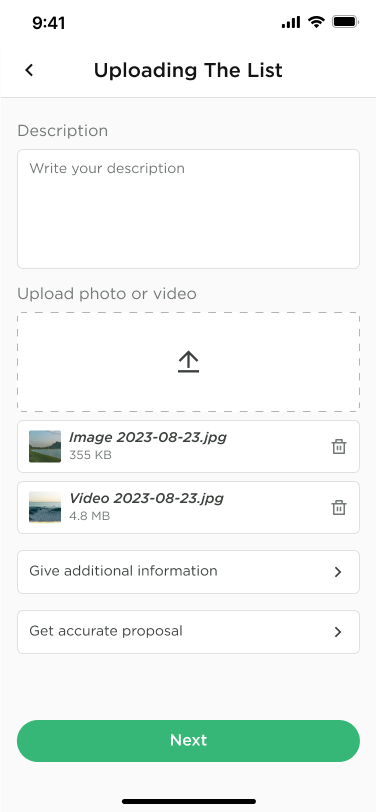 9:41
Uploading The List
Description
Write your description
Upload photo or video
Image 2023-08-23.jpg
355 KB
Video 2023-08-23.jpg
4.8 MB
Give additional information
Get accurate proposal
Next